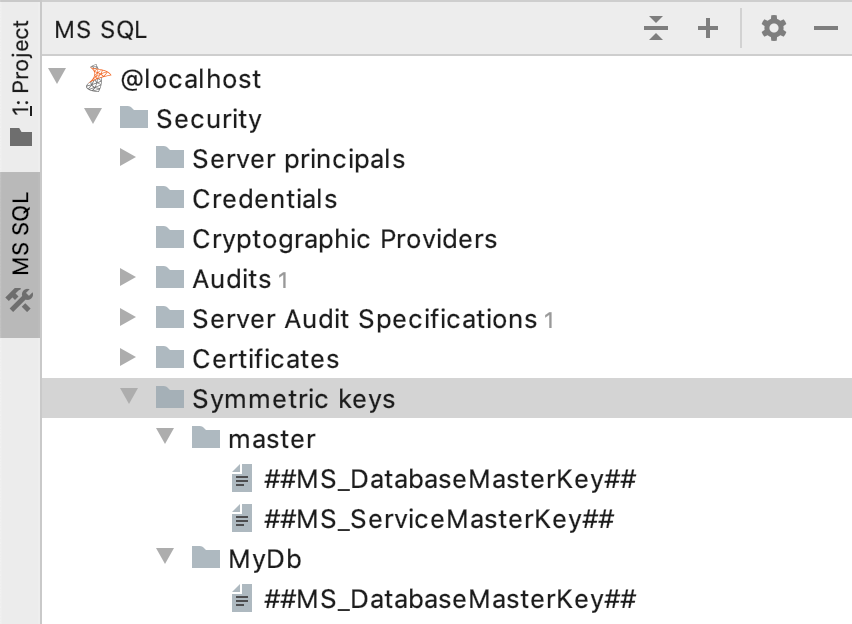 MS SQL
1: Project
MS SQL
@localhost
Security
Server principals
Credentials
Cryptographic Providers
Audits 1
Server Audit Specifications 1
Certificates
Symmetric keys
master
##MS_DatabaseMasterKey##
##MS_ServiceMasterKey##
MyDb
##MS_DatabaseMasterKey##